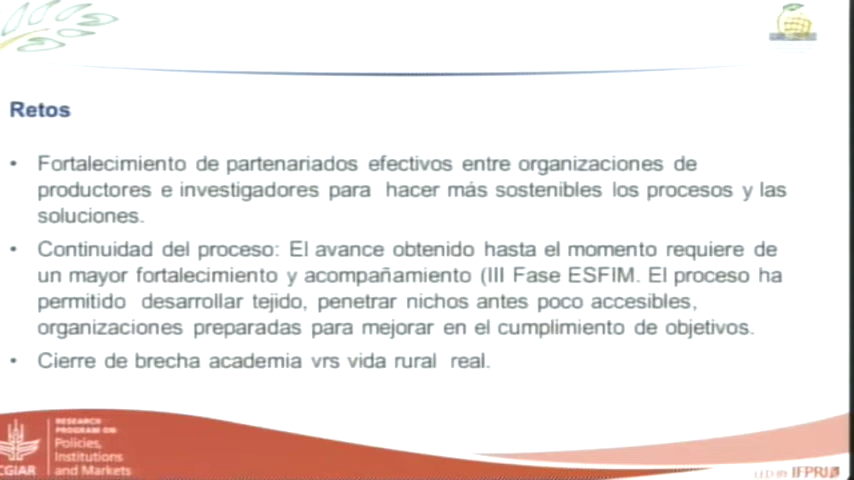 Retos
• Fortalecimiento de partenariados efectivos entre organizaciones de
productores e investigadores para hacer más sostenibles los procesos y las
soluciones.
• Continuidad del proceso: El avance obtenido hasta el momento requiere de
un mayor fortalecimiento y acompañamiento (III Fase ESFIM. El proceso ha
permitido desarrollar tejido, penetrar nichos antes poco accesibles,
organizaciones preparadas para mejorar en el cumplimiento de objetivos.
• Cierre de brecha academia vrs vida rural real.
RESEARCH
PROGRAM ON
Policies,
Institutions
and Markets
CGIAR
LED BY IFPRI